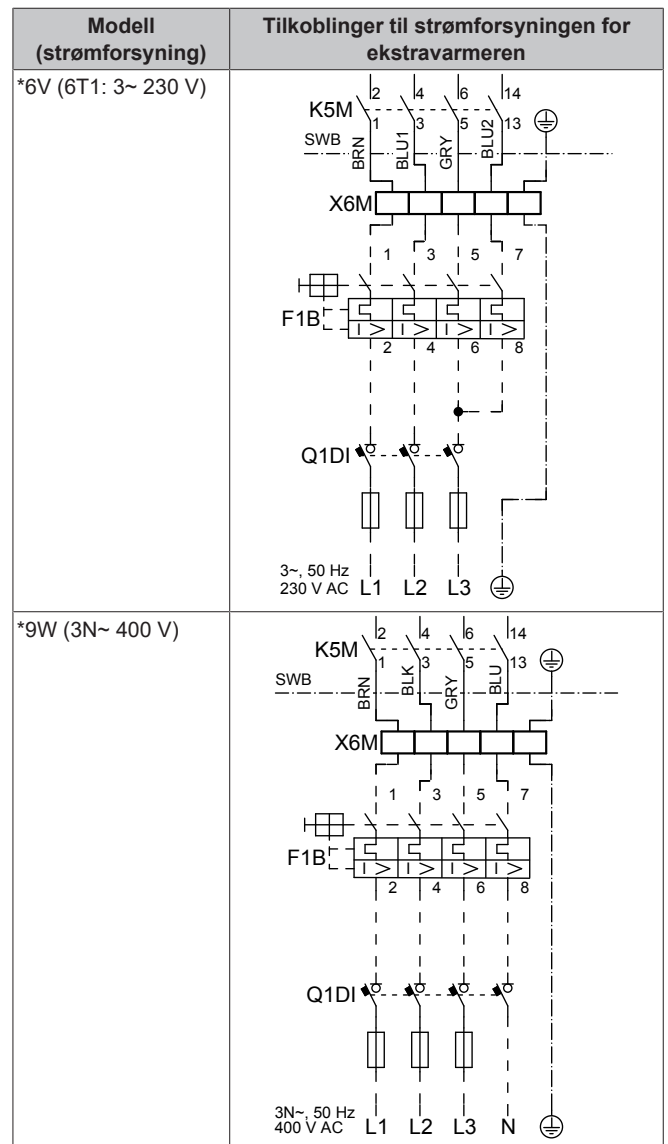 Modell
(strømforsyning)
Tilkoblinger til strømforsyningen for
ekstravarmeren
*6V (6T1: 3~ 230 V)
2 4 6 14
K5M
1 3 5 13
SWB
BRN BLU1 GRY BLU2
X6M
1 3 5 7
F1B
I > I > I > I >
2 4 6 8
Q1DI
3~, 50 Hz
230 V AC L1 L2 L3
*9W (3N~ 400 V)
2 4 6 14
K5M
1 3 5 13
SWB
BRN BLK GRY BLU
X6M
1 3 5 7
F1B
I > I > I > I >
2 4 6 8
Q1DI
3N~, 50 Hz
400 V AC L1 L2 L3 N